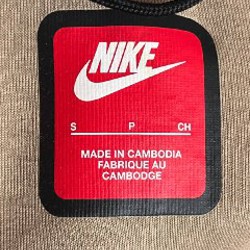 NIKE
S P CH
MADE IN CAMBODIA
FABRIQUE AU
CAMBODGE